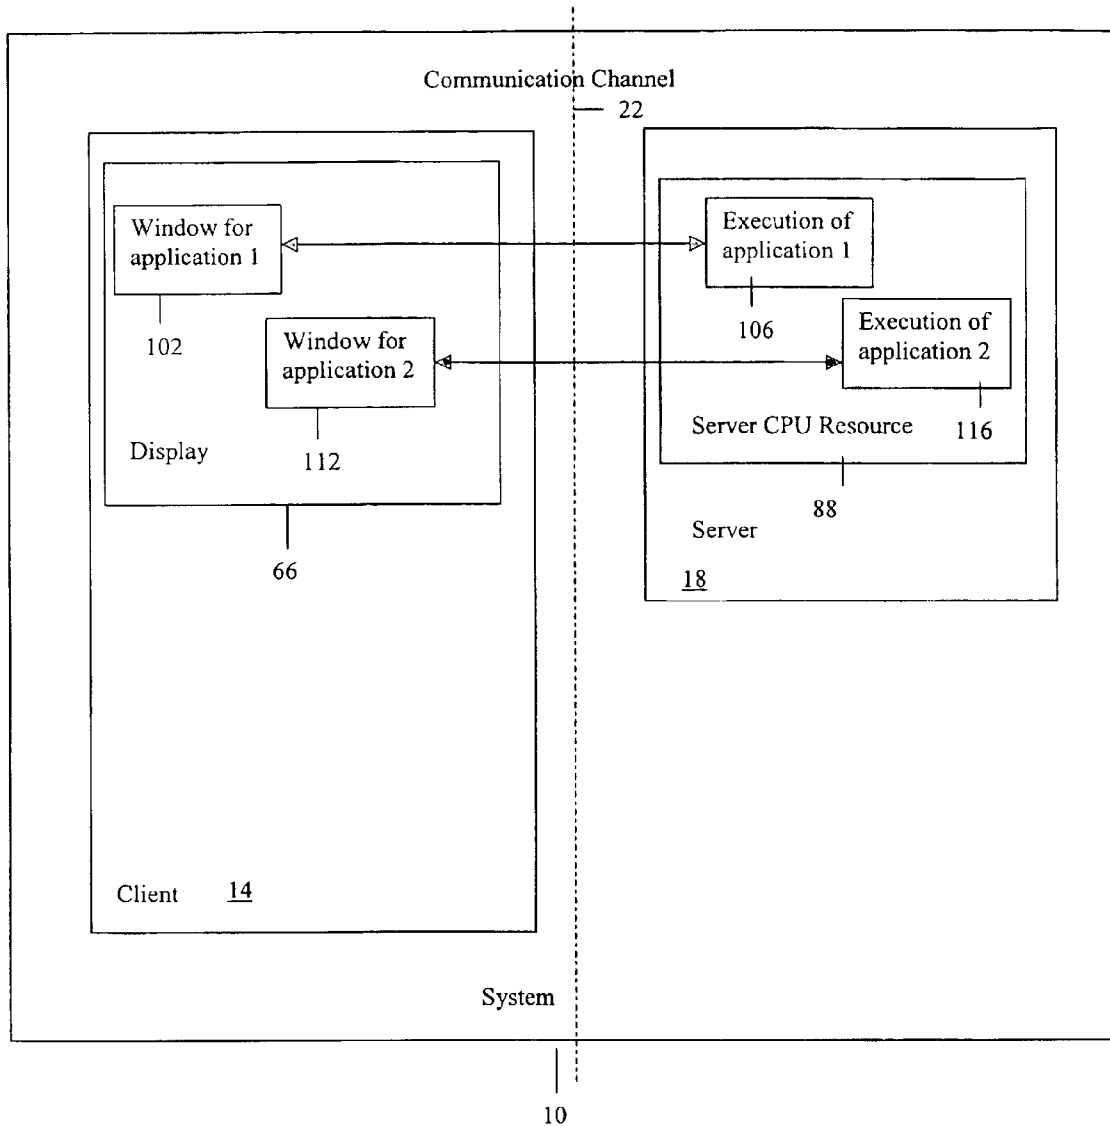 Communication Channel
22
Window for
application 1
102
Window for
application 2
112
Display
66
Client 14
Execution of
application 1
106
Execution of
application 2
116
Server CPU Resource
88
Server
18
System
10